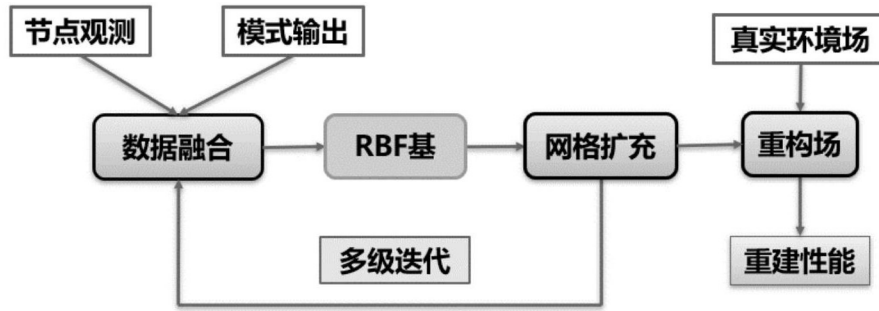 节点观测
模式输出
真实环境场
数据融合
RBF基
网格扩充
重构场
多级迭代
重建性能